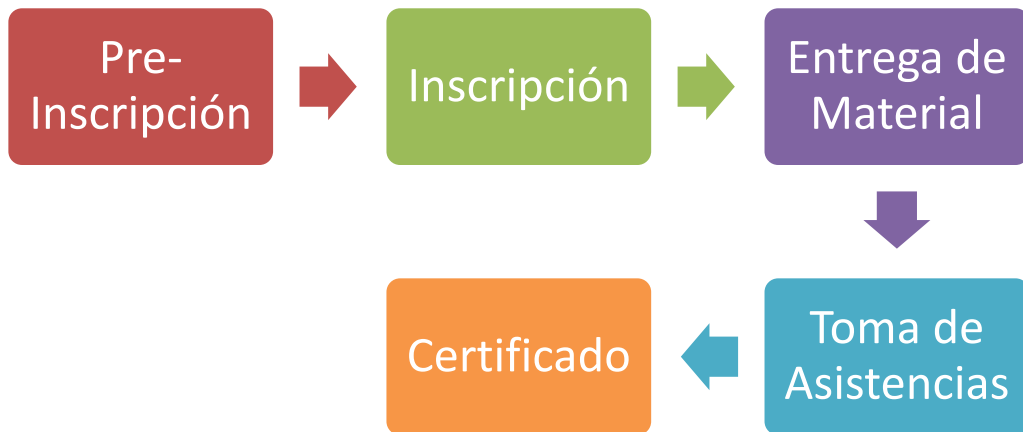 Pre-
Inscripción
Inscripción
Entrega de
Material
Toma de
Asistencias
Certificado